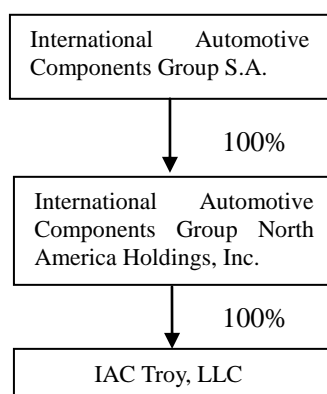 International Automotive
Components Group S.A.
100%
International Automotive
Components Group North
America Holdings, Inc.
100%
IAC Troy, LLC